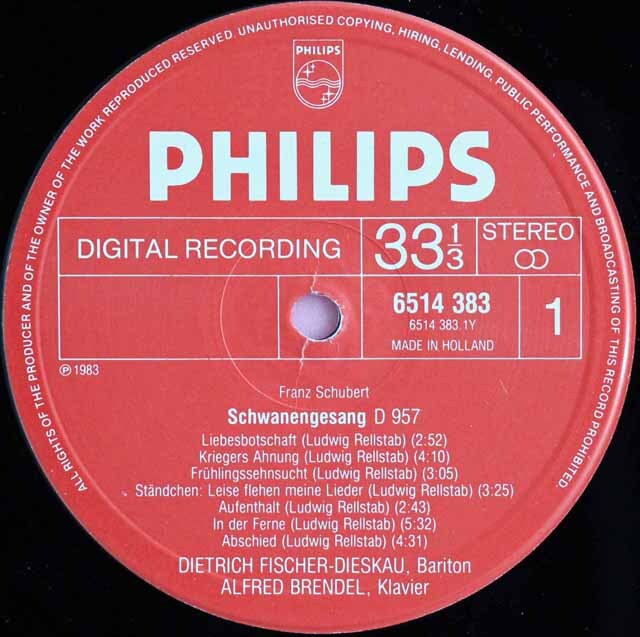 ALL RIGHTS OF THE PRODUCER AND OF THE OWNER OF THE WORK REPRODUCED RESERVED. UNAUTHORISED COPYING, HIRING, LENDING, PUBLIC PERFORMANCE AND BROADCASTING OF THIS RECORD PROHIBITED.
PHILIPS
PHILIPS
DIGITAL RECORDING
33 1/3
STEREO
6514 383
6514 383.1Y
MADE IN HOLLAND
1
℗ 1983
Franz Schubert
Schwanengesang D 957
Liebesbotschaft (Ludwig Rellstab) (2:52)
Kriegers Ahnung (Ludwig Rellstab) (4:10)
Frühlingssehnsucht (Ludwig Rellstab) (3:05)
Ständchen: Leise flehen meine Lieder (Ludwig Rellstab) (3:25)
Aufenthalt (Ludwig Rellstab) (2:43)
In der Ferne (Ludwig Rellstab) (5:32)
Abschied (Ludwig Rellstab) (4:31)
DIETRICH FISCHER-DIESKAU, Bariton
ALFRED BRENDEL, Klavier